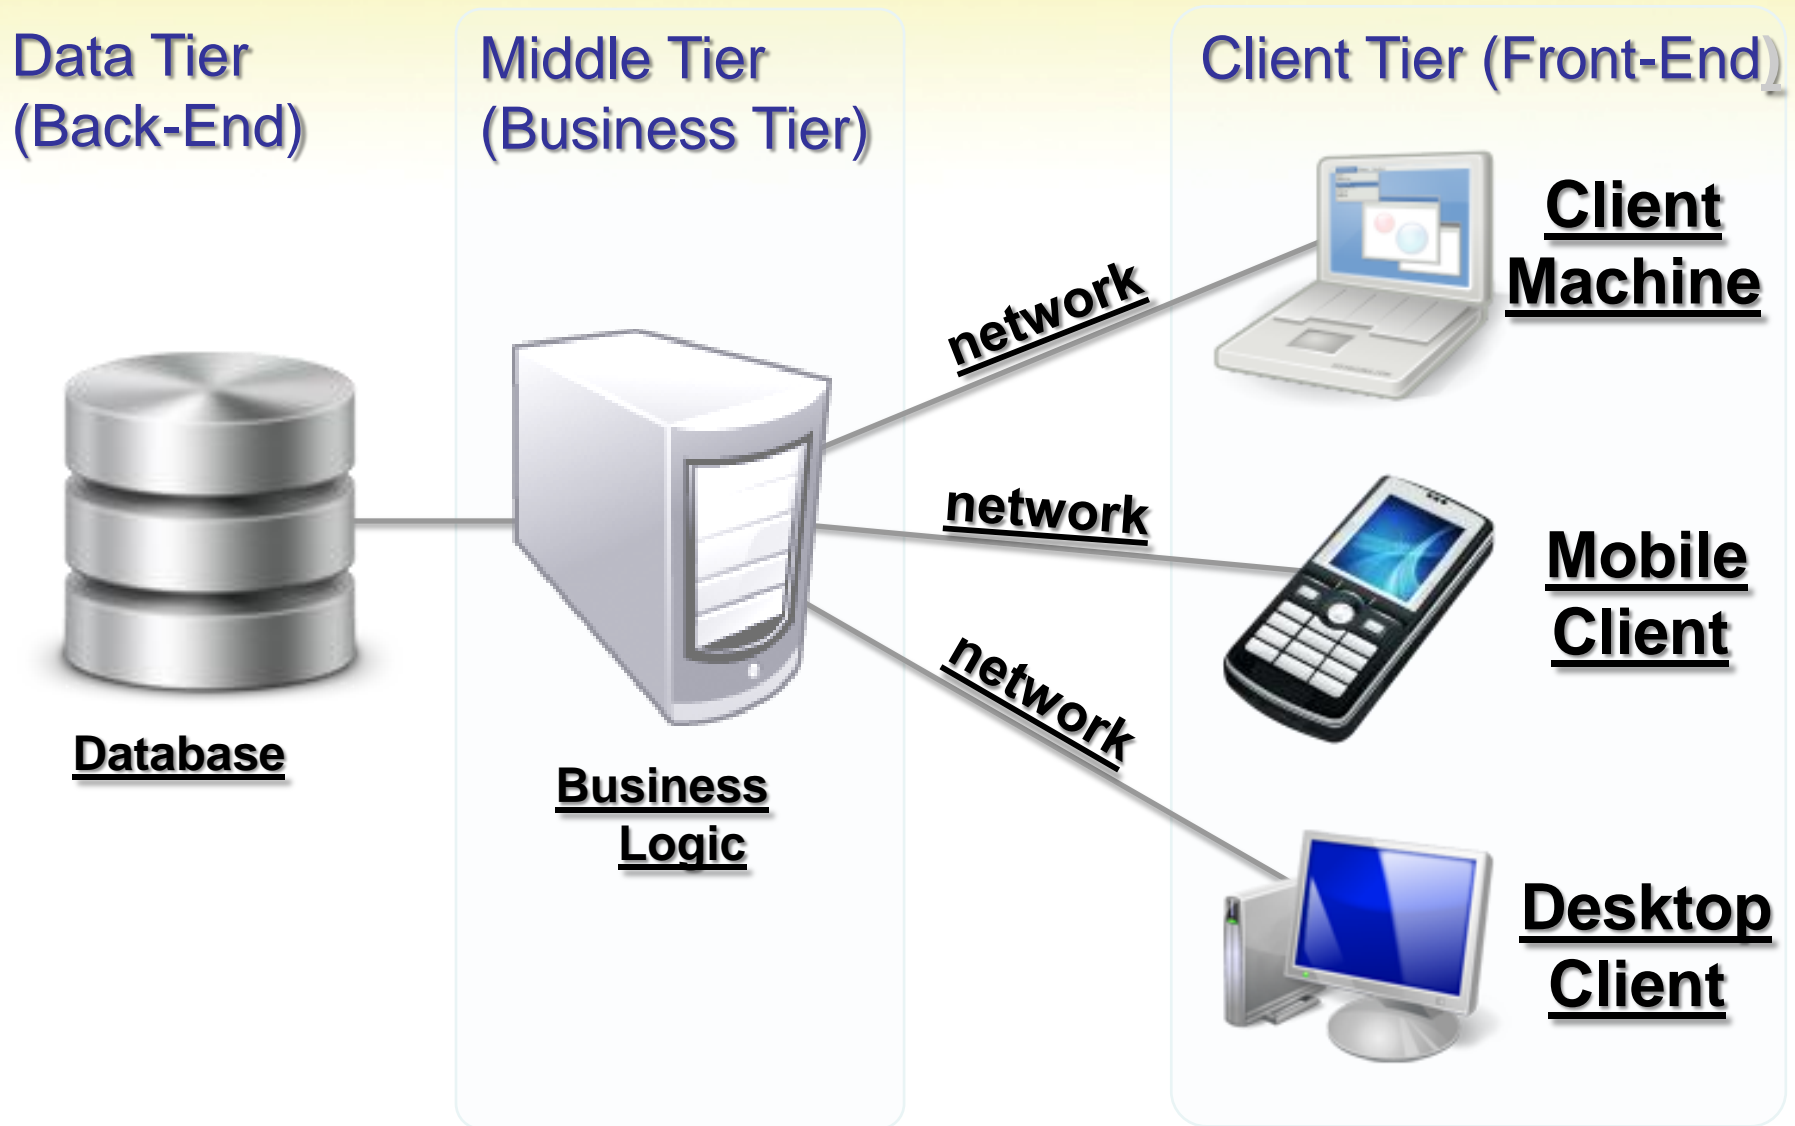 Data Tier
(Back-End)
Middle Tier
(Business Tier)
Client Tier (Front-End)
Client
Machine
network
network
Mobile
Client
network
Database
Business
Logic
Desktop
Client